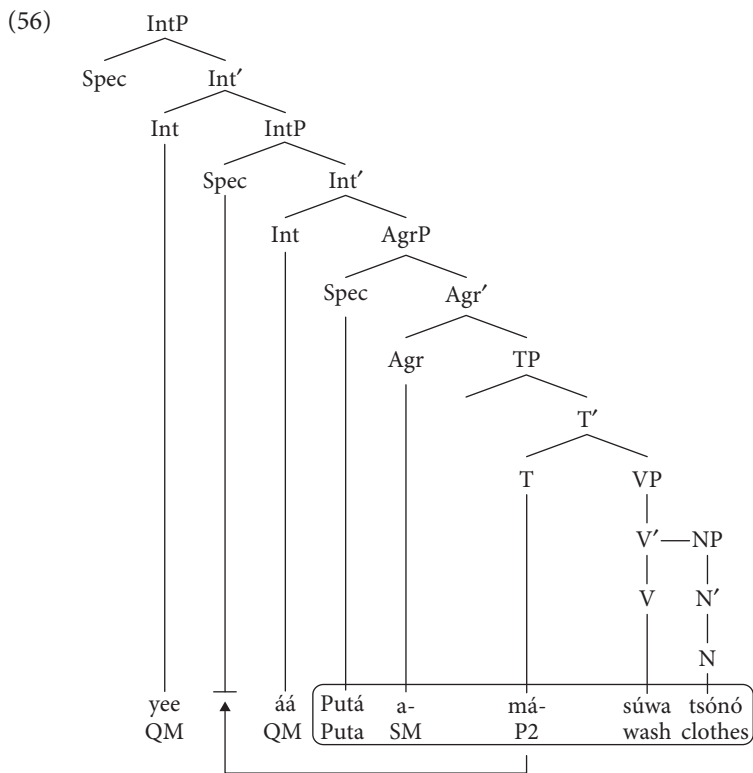 (56)
IntP
Spec Int′
Int IntP
Spec Int′
Int AgrP
Spec Agr′
Agr TP
T′
T VP
V′ NP
V N′
N
yee áá Putá a- má- súwa tsónó
QM QM Puta SM P2 wash clothes